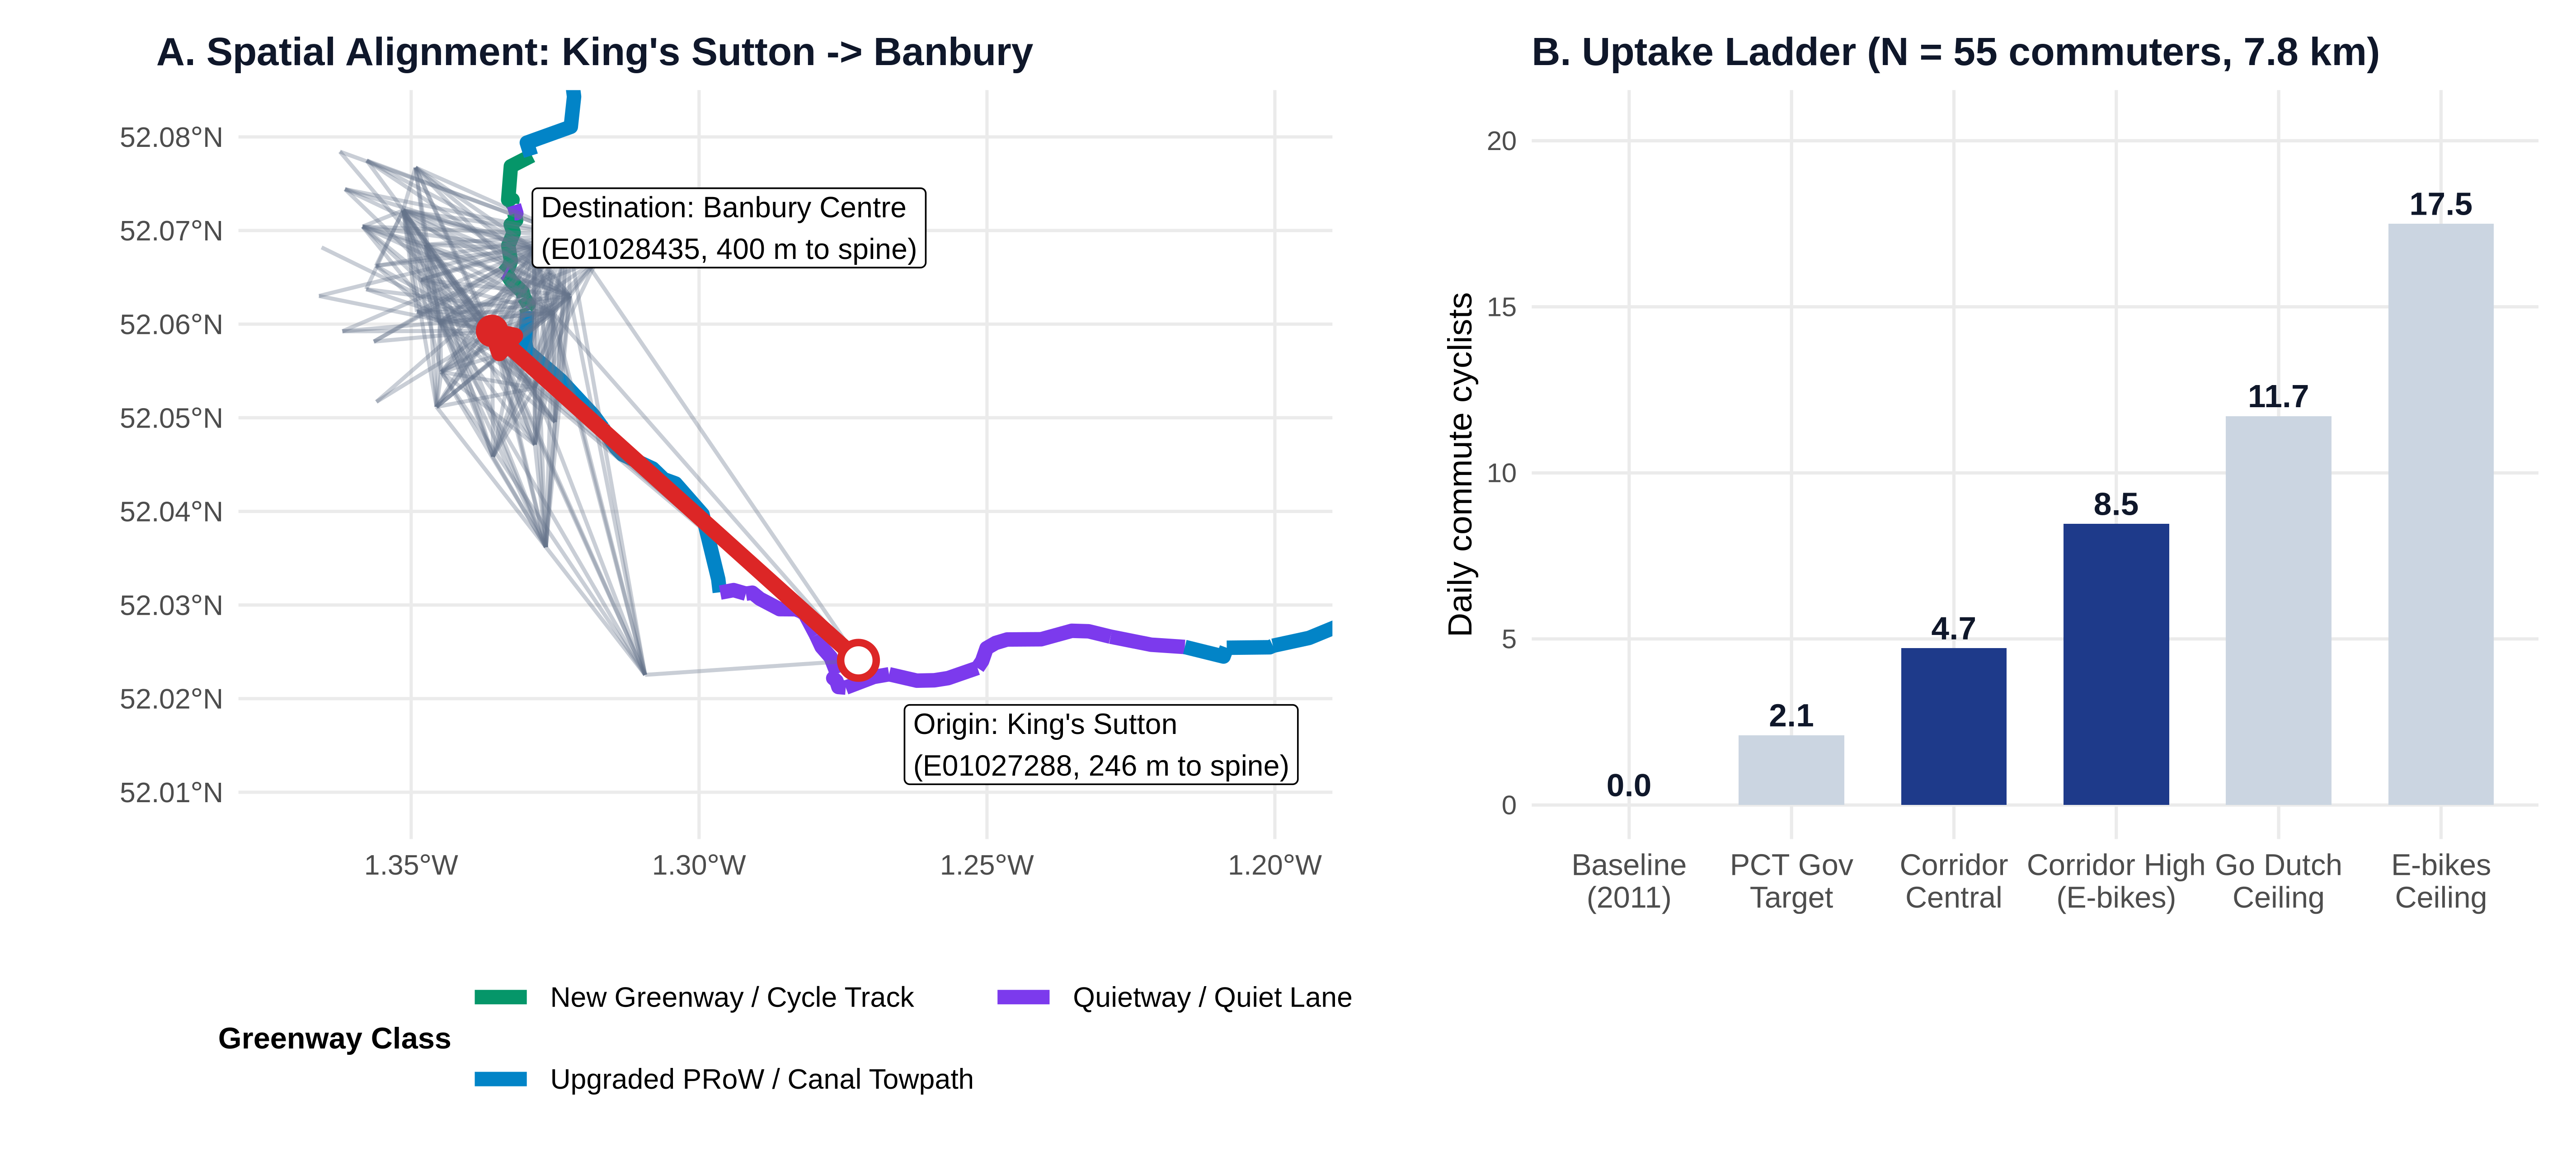 A. Spatial Alignment: King's Sutton -> Banbury
52.08°N
52.07°N
52.06°N
52.05°N
52.04°N
52.03°N
52.02°N
52.01°N
Destination: Banbury Centre
(E01028435, 400 m to spine)
Origin: King's Sutton
(E01027288, 246 m to spine)
1.35°W
1.30°W
1.25°W
1.20°W
Greenway Class
New Greenway / Cycle Track
Upgraded PRoW / Canal Towpath
Quietway / Quiet Lane
B. Uptake Ladder (N = 55 commuters, 7.8 km)
Daily commute cyclists
20
15
10
5
0
0.0
2.1
4.7
8.5
11.7
17.5
Baseline
(2011)
PCT Gov
Target
Corridor
Central
Corridor High
(E-bikes)
Go Dutch
Ceiling
E-bikes
Ceiling